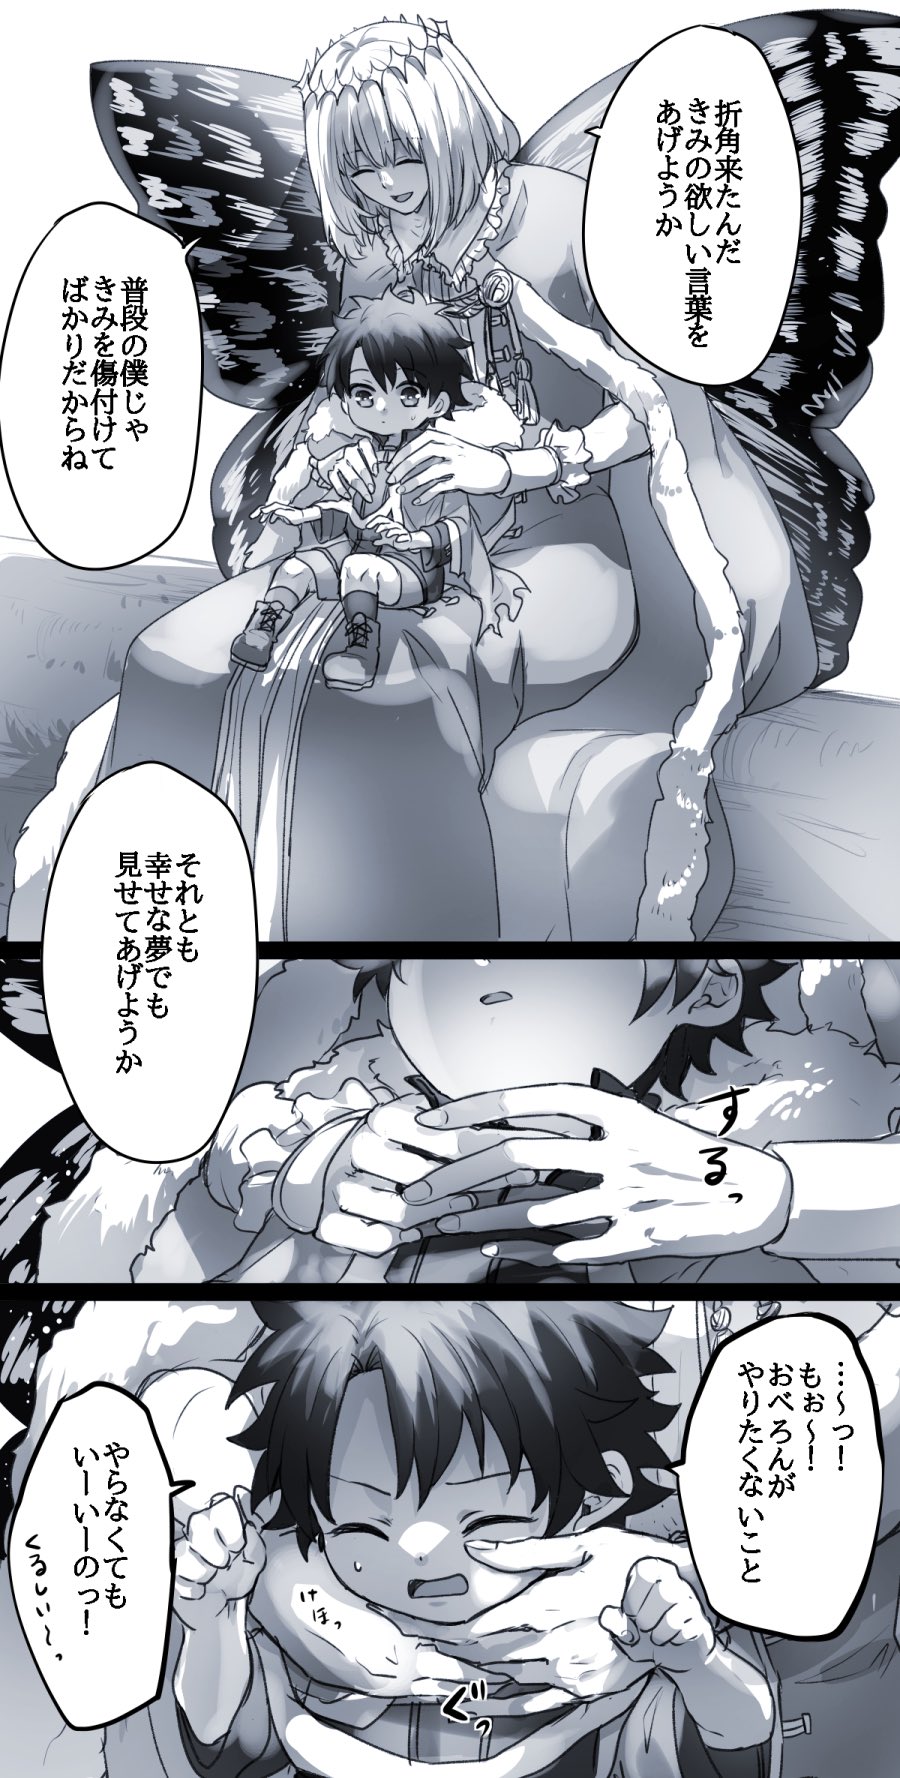 折角来たんだ
きみの欲しい言葉を
あげようか
普段の僕じゃ
きみを傷付けて
ばかりだからね
それとも
幸せな夢でも
見せてあげようか
するっ
…〜っ！
もぉ〜！
おべろんが
やりたくないこと
やらなくても
いーいーのっ！
くるしい〜っ
けほっ
ぐっ